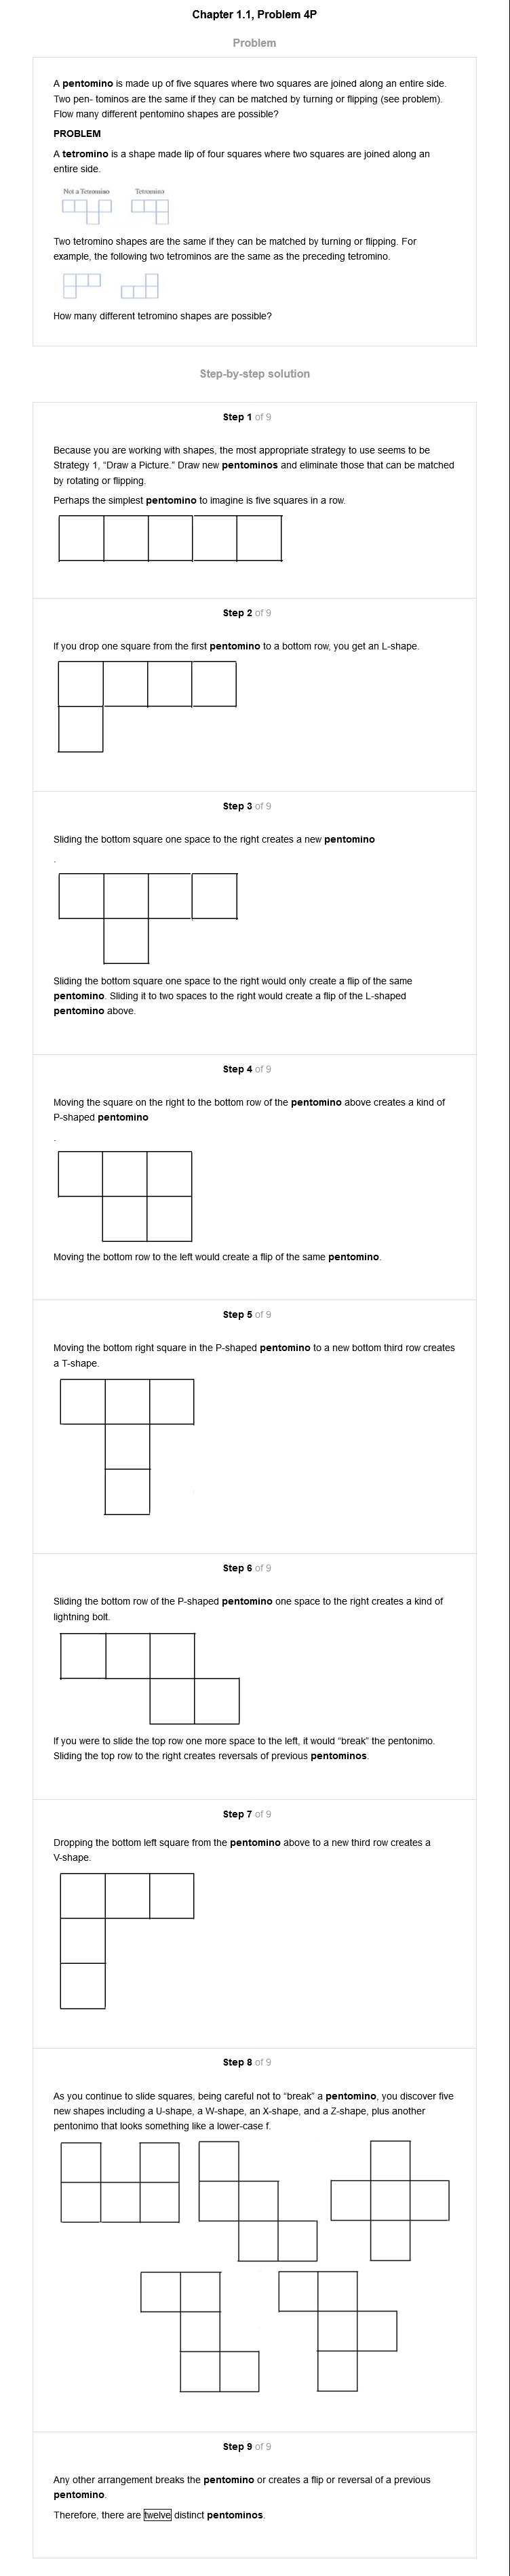 Chapter 1.1, Problem 4P
Problem
A pentomino is made up of five squares where two squares are joined along an entire side.
Two pen- tominos are the same if they can be matched by turning or flipping (see problem).
Flow many different pentomino shapes are possible?
PROBLEM
A tetromino is a shape made lip of four squares where two squares are joined along an
entire side.
Not a Tetromino Tetromino
Two tetromino shapes are the same if they can be matched by turning or flipping. For
example, the following two tetrominos are the same as the preceding tetromino.
How many different tetromino shapes are possible?
Step-by-step solution
Step 1 of 9
Because you are working with shapes, the most appropriate strategy to use seems to be
Strategy 1, “Draw a Picture.” Draw new pentominos and eliminate those that can be matched
by rotating or flipping.
Perhaps the simplest pentomino to imagine is five squares in a row.
Step 2 of 9
If you drop one square from the first pentomino to a bottom row, you get an L-shape.
Step 3 of 9
Sliding the bottom square one space to the right creates a new pentomino
.
Sliding the bottom square one space to the right would only create a flip of the same
pentomino. Sliding it to two spaces to the right would create a flip of the L-shaped
pentomino above.
Step 4 of 9
Moving the square on the right to the bottom row of the pentomino above creates a kind of
P-shaped pentomino
.
Moving the bottom row to the left would create a flip of the same pentomino.
Step 5 of 9
Moving the bottom right square in the P-shaped pentomino to a new bottom third row creates
a T-shape.
Step 6 of 9
Sliding the bottom row of the P-shaped pentomino one space to the right creates a kind of
lightning bolt.
If you were to slide the top row one more space to the left, it would “break” the pentonimo.
Sliding the top row to the right creates reversals of previous pentominos.
Step 7 of 9
Dropping the bottom left square from the pentomino above to a new third row creates a
V-shape.
Step 8 of 9
As you continue to slide squares, being careful not to “break” a pentomino, you discover five
new shapes including a U-shape, a W-shape, an X-shape, and a Z-shape, plus another
pentonimo that looks something like a lower-case f.
Step 9 of 9
Any other arrangement breaks the pentomino or creates a flip or reversal of a previous
pentomino.
Therefore, there are twelve distinct pentominos.